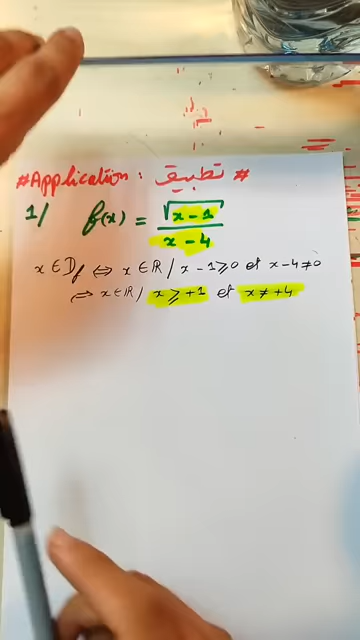 #Application : تطبيق #
1/ f(x) = √(x-1) / (x-4)
x ∈ Df ⇔ x ∈ ℝ / x-1 ≥ 0 et x-4 ≠ 0
⇔ x ∈ ℝ / x ≥ +1 et x ≠ +4